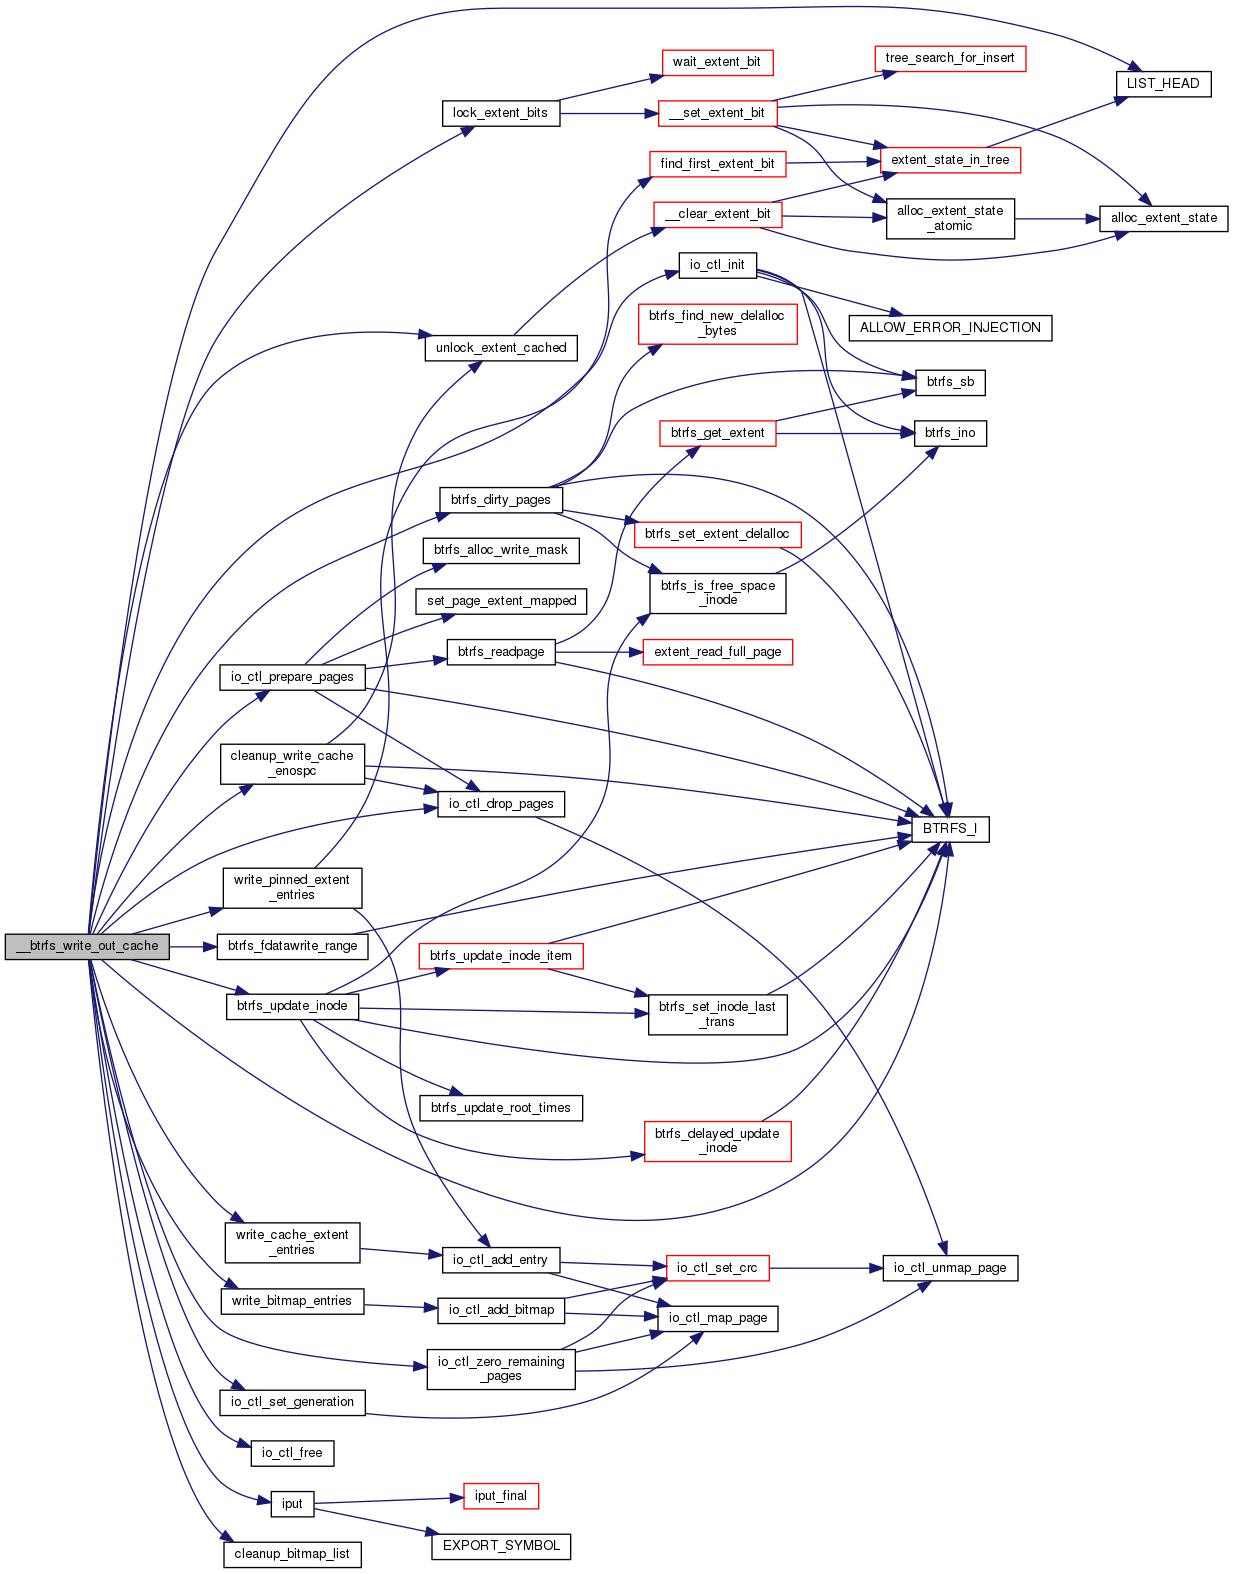 wait_extent_bit
tree_search_for_insert
LIST_HEAD
lock_extent_bits
__set_extent_bit
find_first_extent_bit
extent_state_in_tree
__clear_extent_bit
alloc_extent_state
_atomic
alloc_extent_state
io_ctl_init
btrfs_find_new_delalloc
_bytes
ALLOW_ERROR_INJECTION
unlock_extent_cached
btrfs_sb
btrfs_get_extent
btrfs_ino
btrfs_dirty_pages
btrfs_set_extent_delalloc
btrfs_alloc_write_mask
btrfs_is_free_space
_inode
set_page_extent_mapped
btrfs_readpage
extent_read_full_page
io_ctl_prepare_pages
cleanup_write_cache
_enospc
io_ctl_drop_pages
BTRFS_I
write_pinned_extent
_entries
__btrfs_write_out_cache
btrfs_fdatawrite_range
btrfs_update_inode_item
btrfs_update_inode
btrfs_set_inode_last
_trans
btrfs_update_root_times
btrfs_delayed_update
_inode
write_cache_extent
_entries
io_ctl_add_entry
io_ctl_set_crc
io_ctl_unmap_page
write_bitmap_entries
io_ctl_add_bitmap
io_ctl_map_page
io_ctl_zero_remaining
_pages
io_ctl_set_generation
io_ctl_free
iput
iput_final
EXPORT_SYMBOL
cleanup_bitmap_list